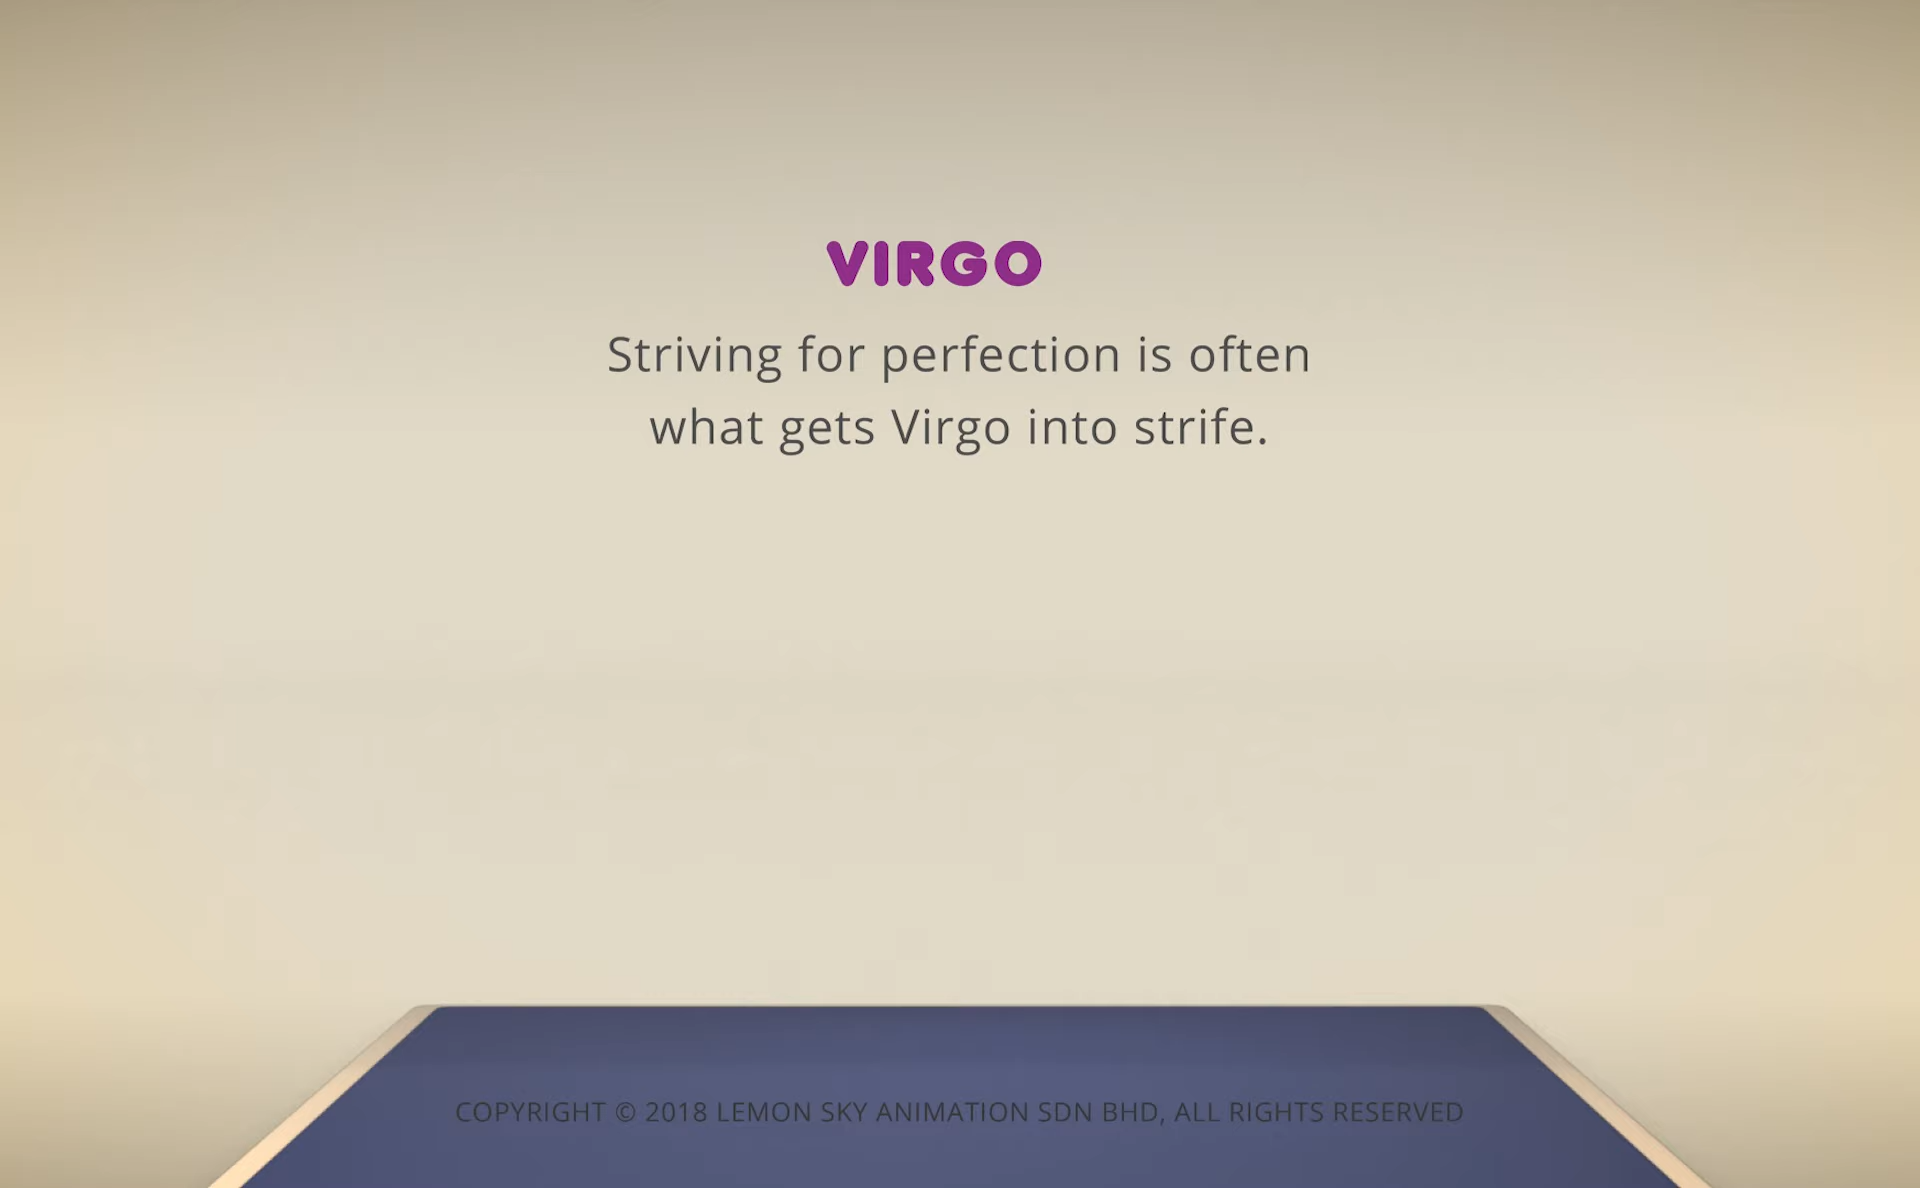 VIRGO
Striving for perfection is often
what gets Virgo into strife.
COPYRIGHT © 2018 LEMON SKY ANIMATION SDN BHD, ALL RIGHTS RESERVED